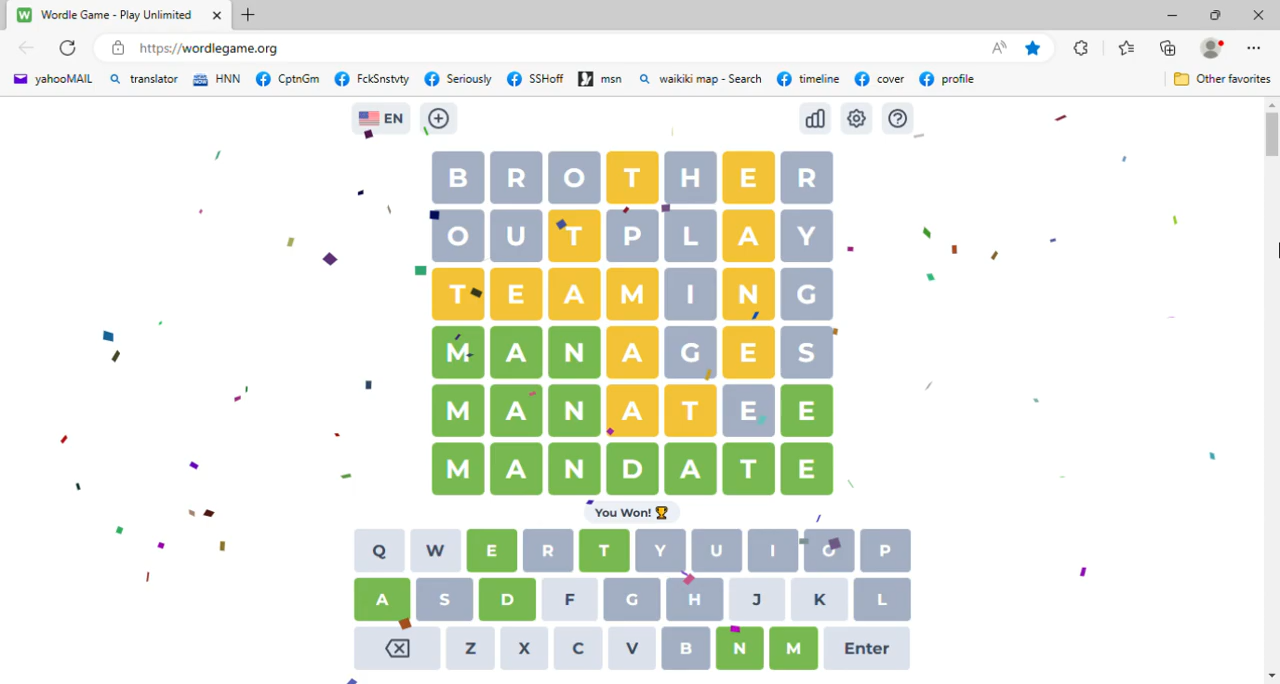 Wordle Game - Play Unlimited
https://wordlegame.org
yahooMAIL translator HNN CptnGm FckSnstvty Seriously SSHoff msn waikiki map - Search timeline cover profile Other favorites
EN
BROTHER
OUTPLAY
TEAMING
MANAGES
MANATEE
MANDATE
You Won! 🏆
Q W E R T Y U I O P
A S D F G H J K L
Z X C V B N M Enter